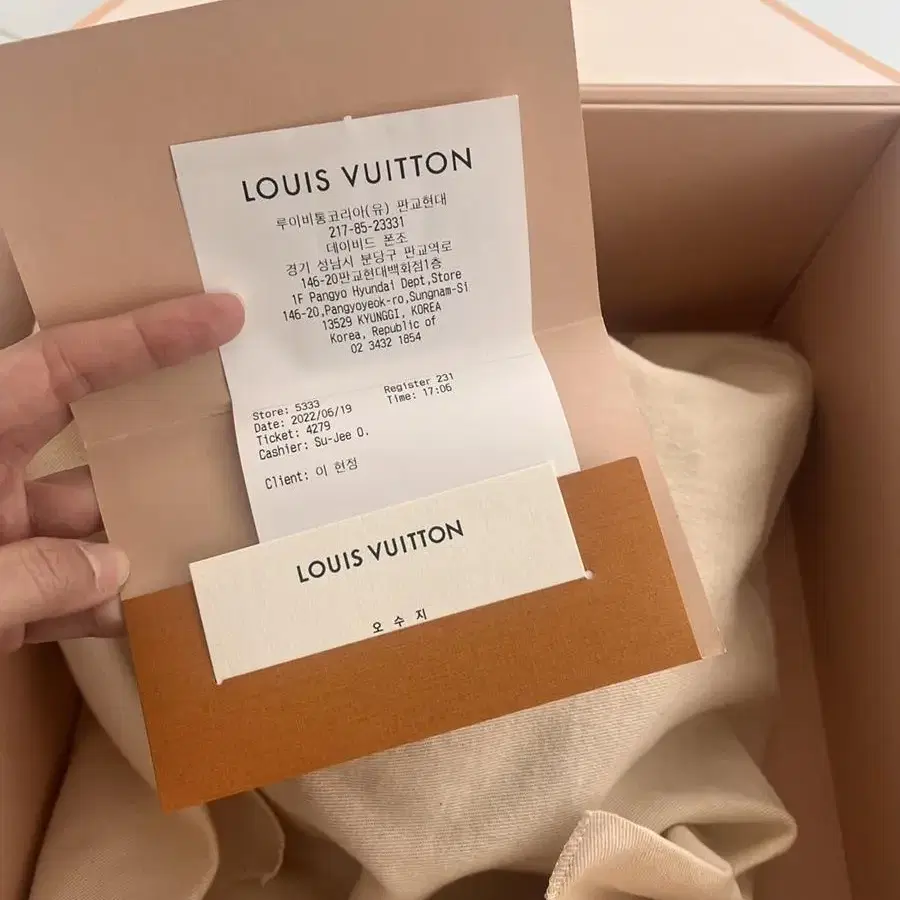 LOUIS VUITTON
루이비통코리아(유) 판교현대
217-85-23331
데이비드 폰조
경기 성남시 분당구 판교역로
146-20판교현대백화점1층
1F Pangyo Hyundai Dept,Store
146-20,Pangyoyeok-ro,Sungnam-Si
13529 KYUNGGI, KOREA
Korea, Republic of
02 3432 1854
Store: 5333 Register 231
Date: 2022/06/19 Time: 17:06
Ticket: 4279
Cashier: Su-Jee O.
Client: 이 현정
LOUIS VUITTON
오 수 지